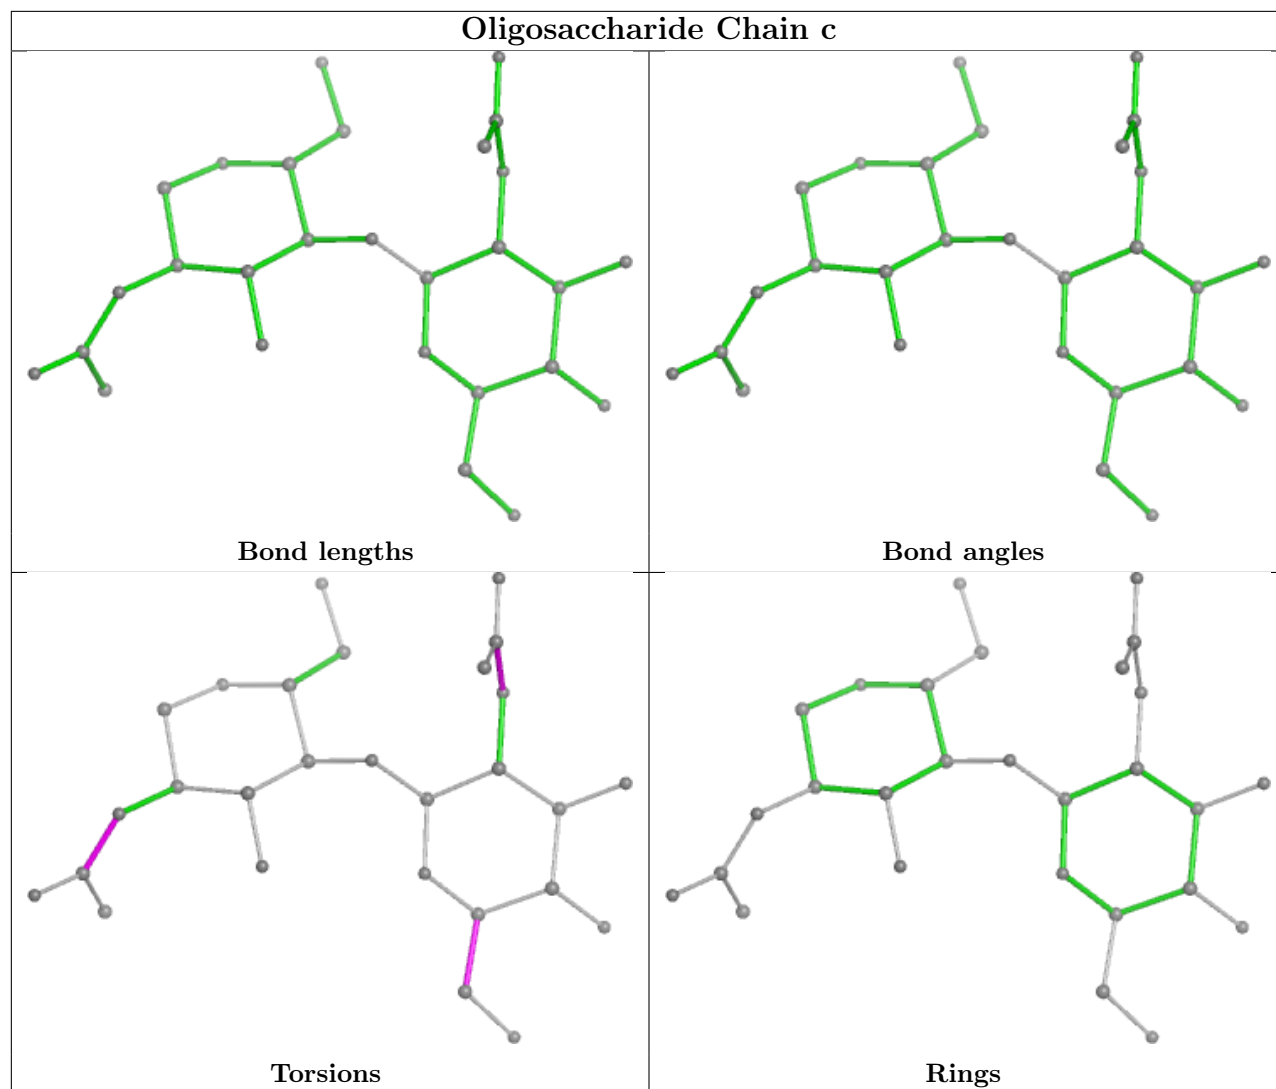 Oligosaccharide Chain c
Bond lengths
Bond angles
Torsions
Rings